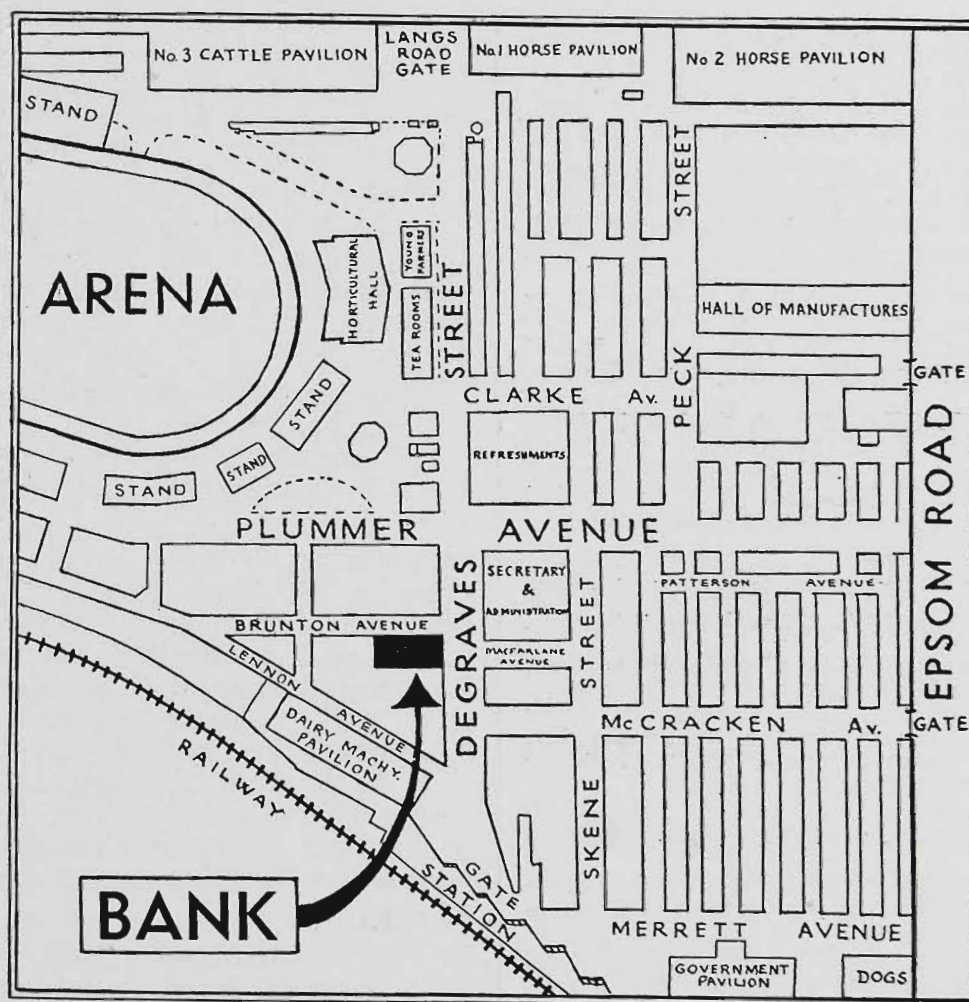 No. 3 CATTLE PAVILION
LANGS
ROAD
GATE
No.1 HORSE PAVILION
No 2 HORSE PAVILION
STAND
STREET
ARENA
HORTICULTURAL
HALL
YOUNG
FARMERS
TEA ROOMS
STREET
HALL OF MANUFACTURES
PECK
GATE
CLARKE Av.
STAND
REFRESHMENTS
STAND
STAND
EPSOM ROAD
PLUMMER AVENUE
DEGRAVES
SECRETARY
&
ADMINISTRATION
STREET
PATTERSON AVENUE
BRUNTON AVENUE
MACFARLANE
AVENUE
LENNON AVENUE
McCRACKEN Av.
GATE
DAIRY MACHY.
PAVILION
RAILWAY
SKENE
GATE
STATION
BANK
MERRETT AVENUE
GOVERNMENT
PAVILION
DOGS